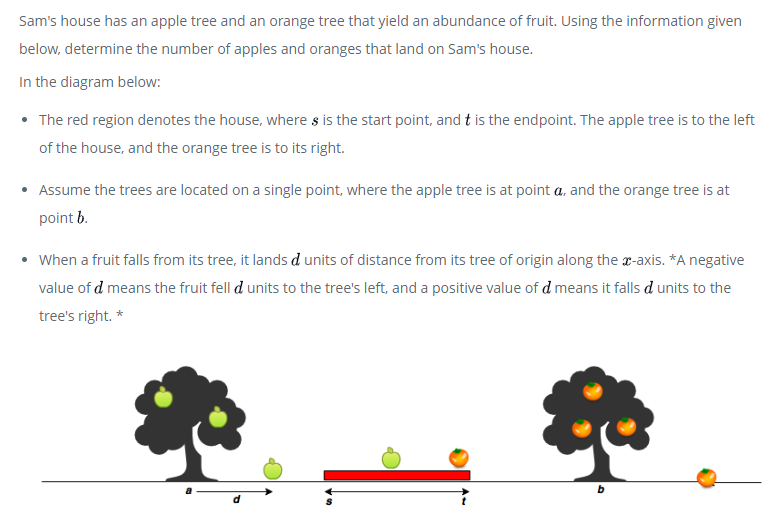 Sam's house has an apple tree and an orange tree that yield an abundance of fruit. Using the information given
below, determine the number of apples and oranges that land on Sam's house.
In the diagram below:
• The red region denotes the house, where s is the start point, and t is the endpoint. The apple tree is to the left
of the house, and the orange tree is to its right.
• Assume the trees are located on a single point, where the apple tree is at point a, and the orange tree is at
point b.
• When a fruit falls from its tree, it lands d units of distance from its tree of origin along the x-axis. *A negative
value of d means the fruit fell d units to the tree's left, and a positive value of d means it falls d units to the
tree's right. *
a
d
s
t
b